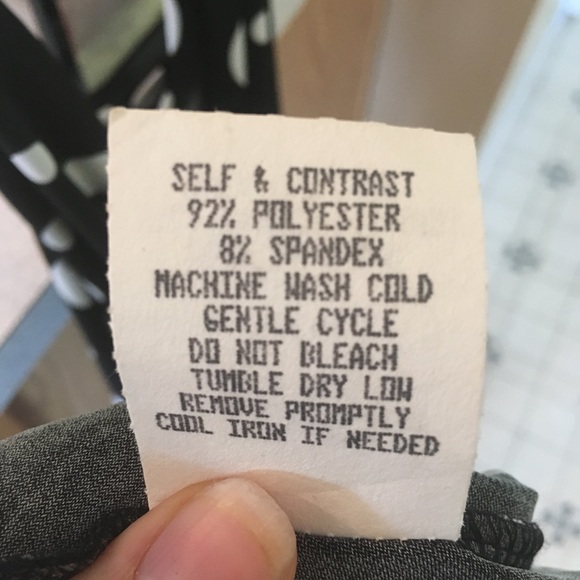 SELF & CONTRAST
92% POLYESTER
8% SPANDEX
MACHINE WASH COLD
GENTLE CYCLE
DO NOT BLEACH
TUMBLE DRY LOW
REMOVE PROMPTLY
COOL IRON IF NEEDED